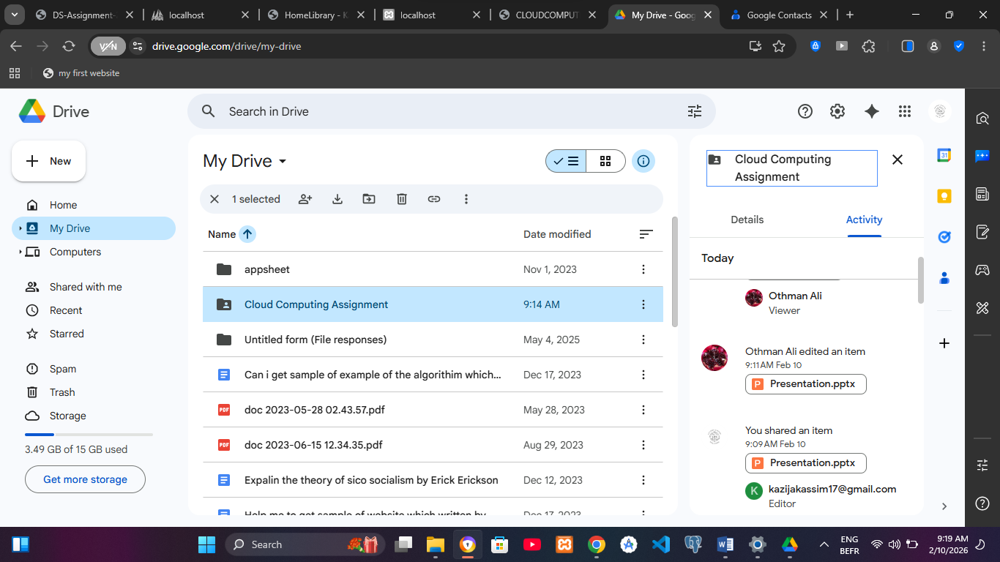 DS-Assignment-
localhost
HomeLibrary - K
localhost
CLOUDCOMPUT
My Drive - Goog
Google Contacts
VPN
drive.google.com/drive/my-drive
my first website
Drive
Search in Drive
New
Home
My Drive
Computers
Shared with me
Recent
Starred
Spam
Trash
Storage
3.49 GB of 15 GB used
Get more storage
My Drive
1 selected
Name
Date modified
appsheet
Nov 1, 2023
Cloud Computing Assignment
9:14 AM
Untitled form (File responses)
May 4, 2025
Can i get sample of example of the algorithim which...
Dec 17, 2023
PDF
doc 2023-05-28 02.43.57.pdf
May 28, 2023
PDF
doc 2023-06-15 12.34.35.pdf
Aug 29, 2023
Expalin the theory of sico socialism by Erick Erickson
Dec 12, 2023
Help me to get sample of website which written by
Dec 17, 2023
Cloud Computing
Assignment
Details
Activity
Today
Othman Ali
Viewer
Othman Ali edited an item
9:11 AM Feb 10
P
Presentation.pptx
You shared an item
9:09 AM Feb 10
P
Presentation.pptx
K
kazijakassim17@gmail.com
Editor
31
Search
ENG
BEFR
9:19 AM
2/10/2026